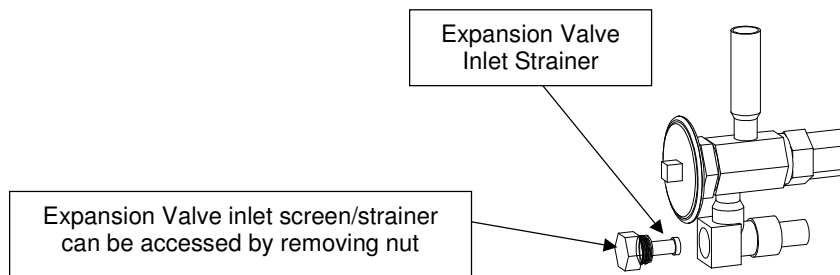 Expansion Valve
Inlet Strainer
Expansion Valve inlet screen/strainer
can be accessed by removing nut